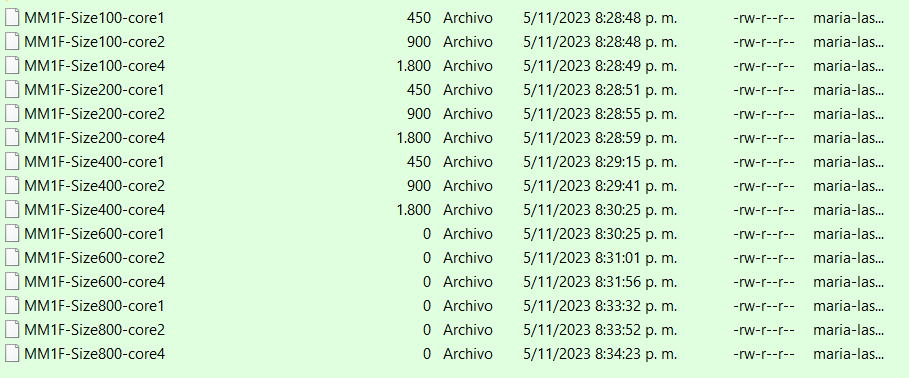 MM1F-Size100-core1 450 Archivo 5/11/2023 8:28:48 p. m. -rw-r--r-- maria-las...
MM1F-Size100-core2 900 Archivo 5/11/2023 8:28:48 p. m. -rw-r--r-- maria-las...
MM1F-Size100-core4 1.800 Archivo 5/11/2023 8:28:49 p. m. -rw-r--r-- maria-las...
MM1F-Size200-core1 450 Archivo 5/11/2023 8:28:51 p. m. -rw-r--r-- maria-las...
MM1F-Size200-core2 900 Archivo 5/11/2023 8:28:55 p. m. -rw-r--r-- maria-las...
MM1F-Size200-core4 1.800 Archivo 5/11/2023 8:28:59 p. m. -rw-r--r-- maria-las...
MM1F-Size400-core1 450 Archivo 5/11/2023 8:29:15 p. m. -rw-r--r-- maria-las...
MM1F-Size400-core2 900 Archivo 5/11/2023 8:29:41 p. m. -rw-r--r-- maria-las...
MM1F-Size400-core4 1.800 Archivo 5/11/2023 8:30:25 p. m. -rw-r--r-- maria-las...
MM1F-Size600-core1 0 Archivo 5/11/2023 8:30:25 p. m. -rw-r--r-- maria-las...
MM1F-Size600-core2 0 Archivo 5/11/2023 8:31:01 p. m. -rw-r--r-- maria-las...
MM1F-Size600-core4 0 Archivo 5/11/2023 8:31:56 p. m. -rw-r--r-- maria-las...
MM1F-Size800-core1 0 Archivo 5/11/2023 8:33:32 p. m. -rw-r--r-- maria-las...
MM1F-Size800-core2 0 Archivo 5/11/2023 8:33:52 p. m. -rw-r--r-- maria-las...
MM1F-Size800-core4 0 Archivo 5/11/2023 8:34:23 p. m. -rw-r--r-- maria-las...